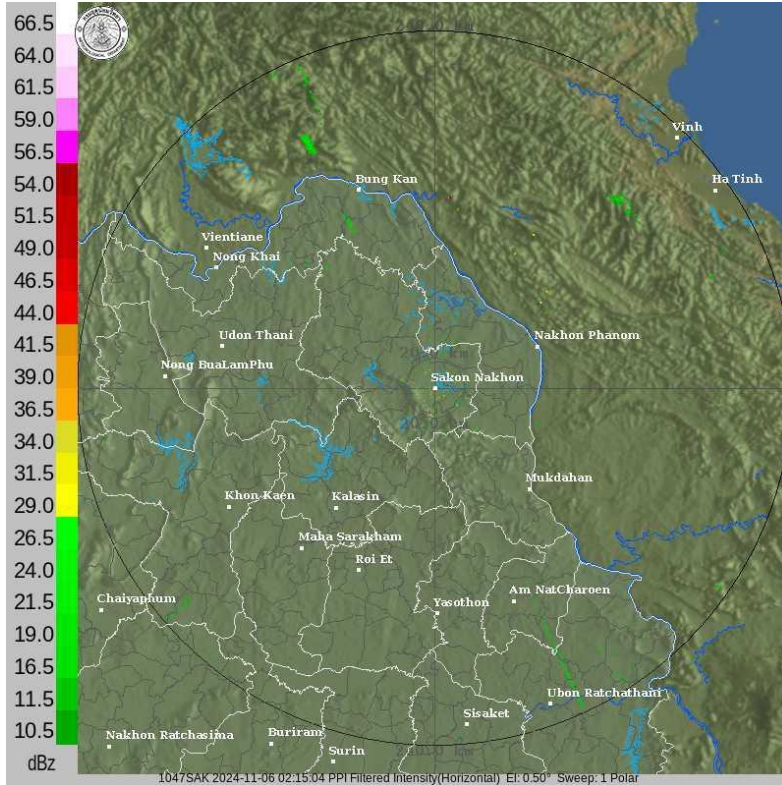 66.5
64.0
61.5
59.0
56.5
54.0
51.5
49.0
46.5
44.0
41.5
39.0
36.5
34.0
31.5
29.0
26.5
24.0
21.5
19.0
16.5
11.5
10.5
dBz
Vinh
Bung Kan
Ha Tinh
Vientiane
Nong Khai
Udon Thani
Nakhon Phanom
Nong BuaLamPhu
Sakon Nakhon
Mukdahan
Khon Kaen
Kalasin
Maha Sarakham
Roi Et
Chaiyaphum
Am NatCharoen
Yasothon
Ubon Ratchathani
Sisaket
Nakhon Ratchasima
Buriram
Surin
1047SAK 2024-11-06 02:15:04 PPI Filtered Intensity(Horizontal) El: 0.50° Sweep: 1 Polar